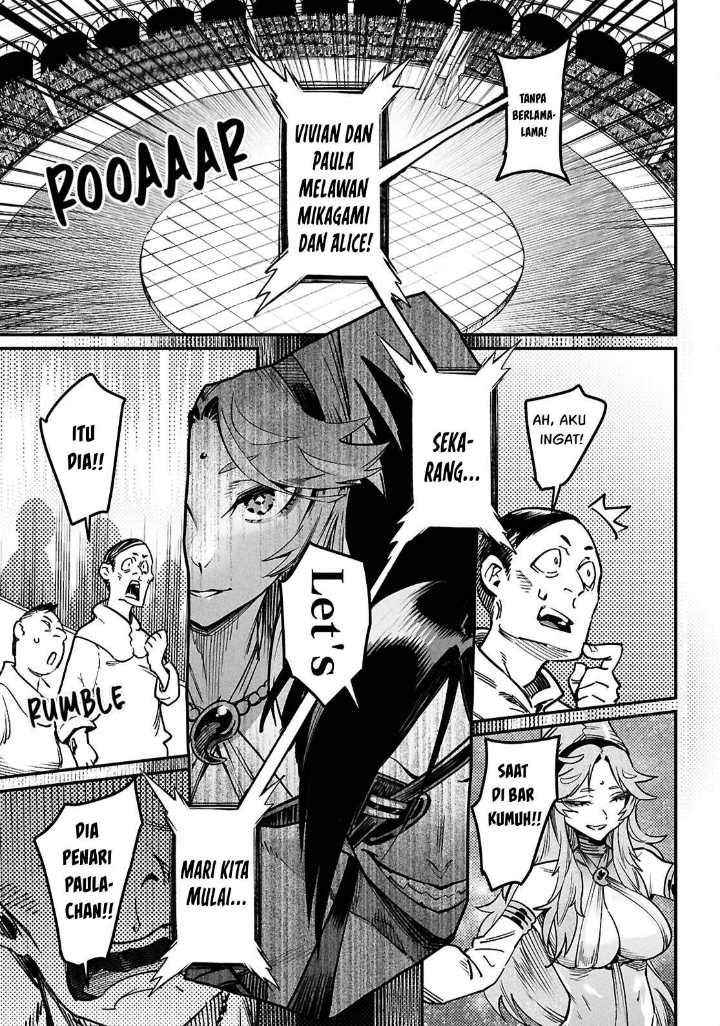 TANPA
BERLAMA-
LAMA!
VIVIAN DAN
PAULA
MELAWAN
MIKAGAMI
DAN ALICE!
ROOAAAR
AH, AKU
INGAT!
SEKA-
RANG...
ITU
DIA!!
Let's
RUMBLE
SAAT
DI BAR
KUMUH!!
MARI KITA
MULAI...
DIA
PENARI
PAULA-
CHAN!!